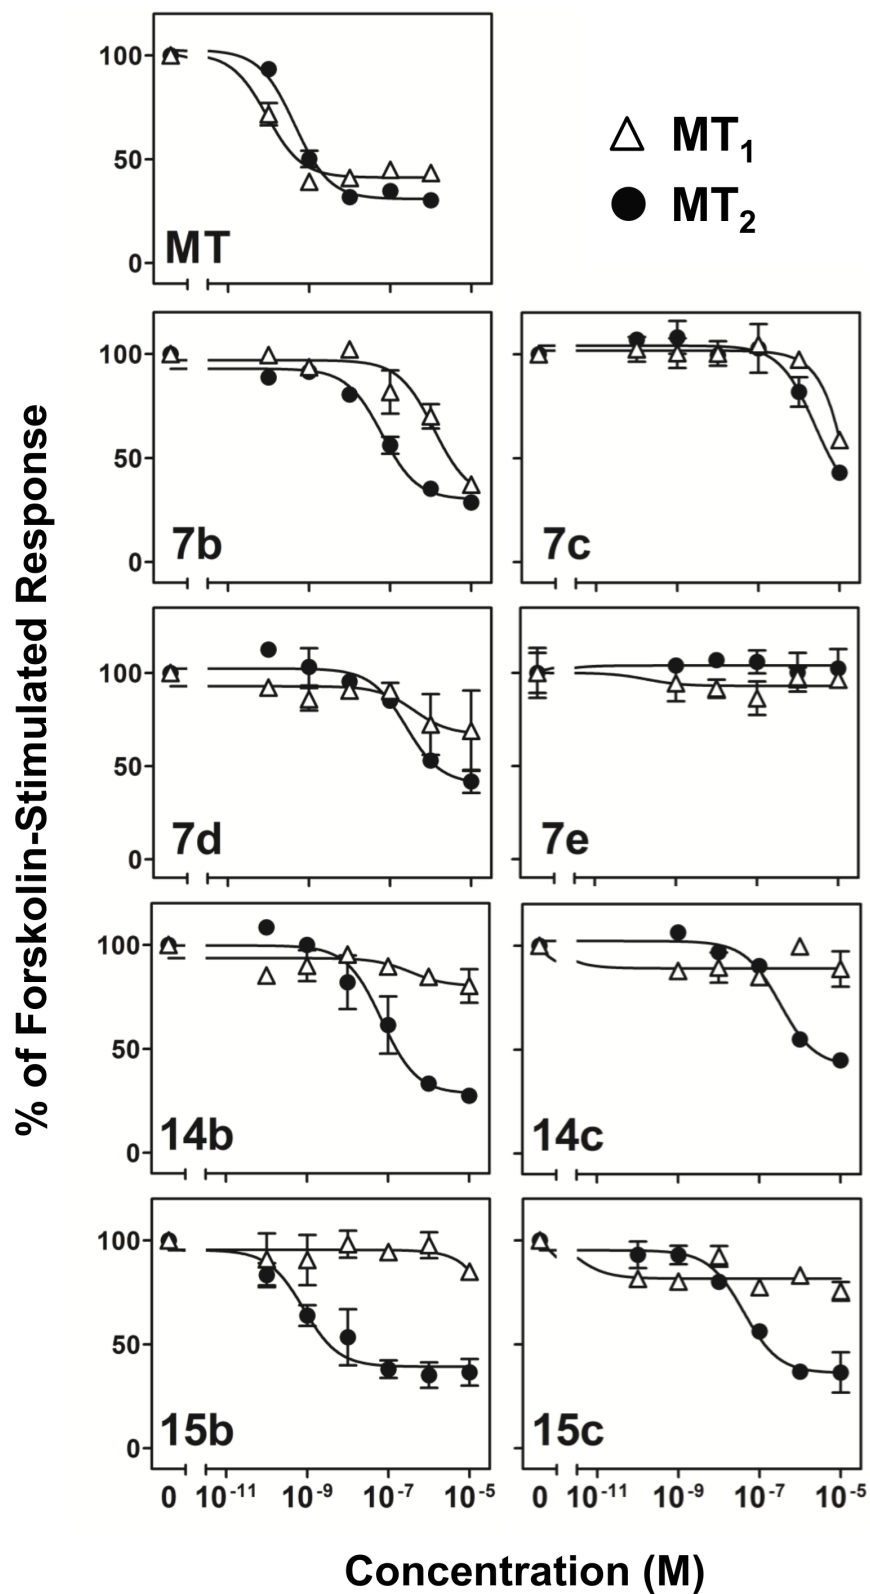 100
50
0
MT
MT1
MT2
% of Forskolin-Stimulated Response
100
50
0
7b
7c
100
50
0
7d
7e
100
50
0
14b
14c
100
50
0
15b
15c
0 10-11 10-9 10-7 10-5
0 10-11 10-9 10-7 10-5
Concentration (M)